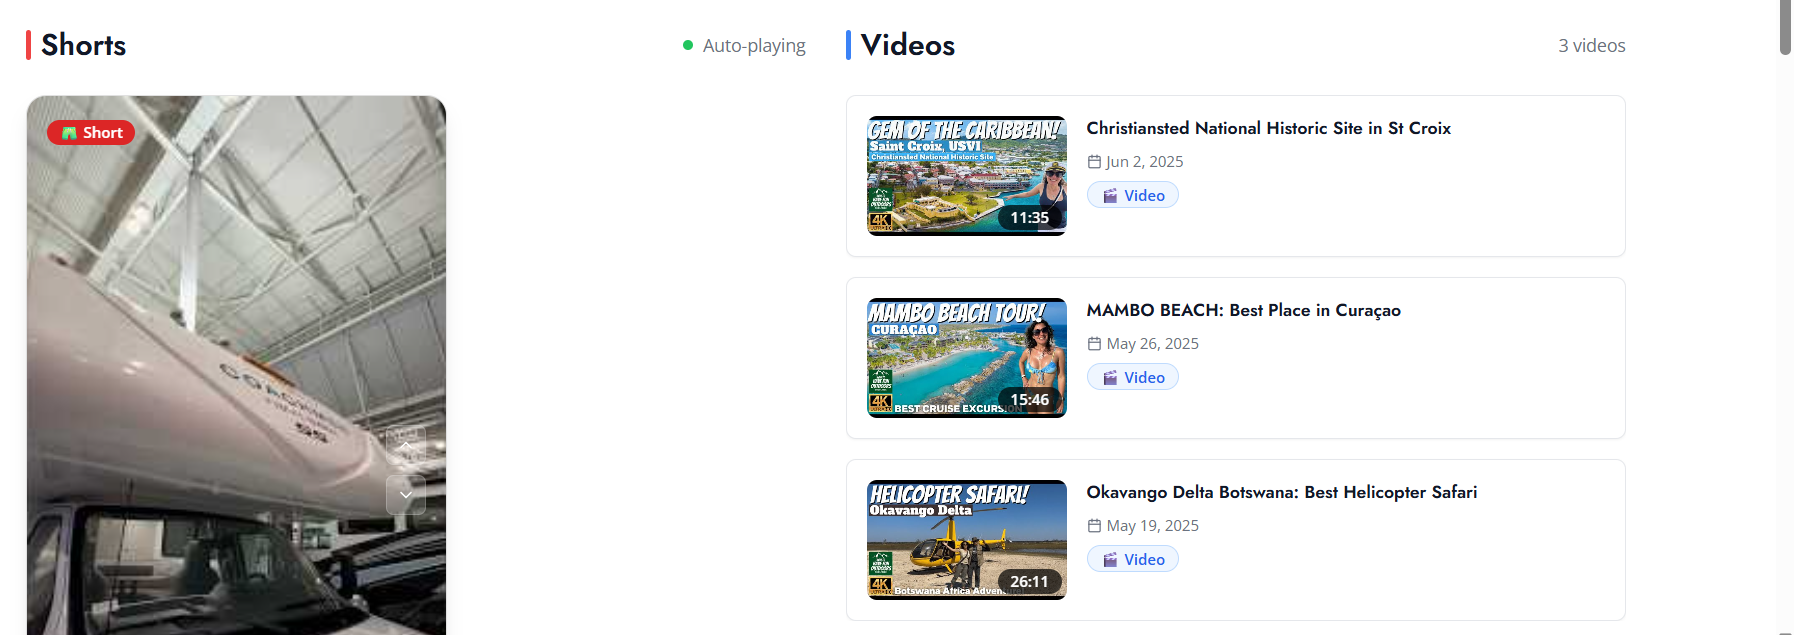 Shorts
Auto-playing
Short
Videos
3 videos
GEM OF THE CARIBBEAN!
Saint Croix, USVI
Christiansted National Historic Site
4K
11:35
Christiansted National Historic Site in St Croix
Jun 2, 2025
Video
MAMBO BEACH TOUR!
CURAÇAO
4K
BEST CRUISE EXCURSION
15:46
MAMBO BEACH: Best Place in Curaçao
May 26, 2025
Video
HELICOPTER SAFARI!
Okavango Delta
4K
Botswana Africa
26:11
Okavango Delta Botswana: Best Helicopter Safari
May 19, 2025
Video